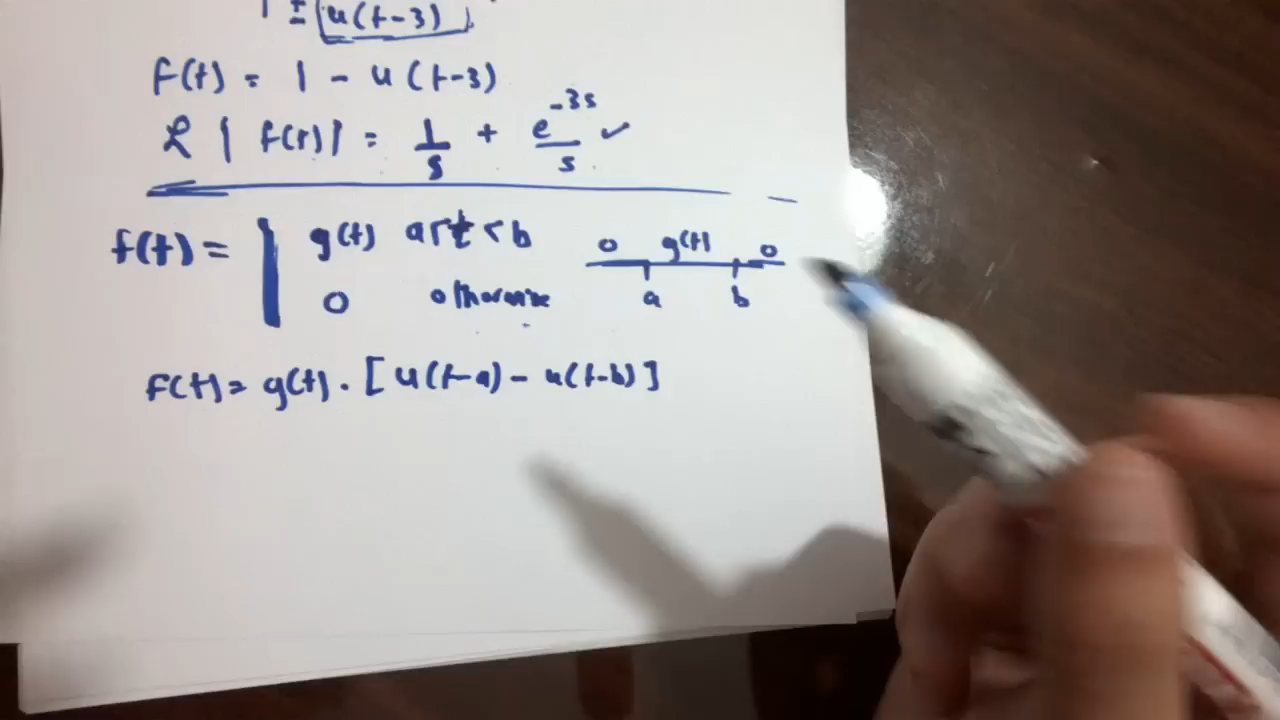 u(t-3)
f(t) = 1 - u(t-3)
ℒ | f(t) | = 1/s + e^-3s/s ✓
f(t) = | g(t) a<t<b
0 g(t) 0
0 otherwise
a b
f(t) = g(t) · [u(t-a) - u(t-b)]